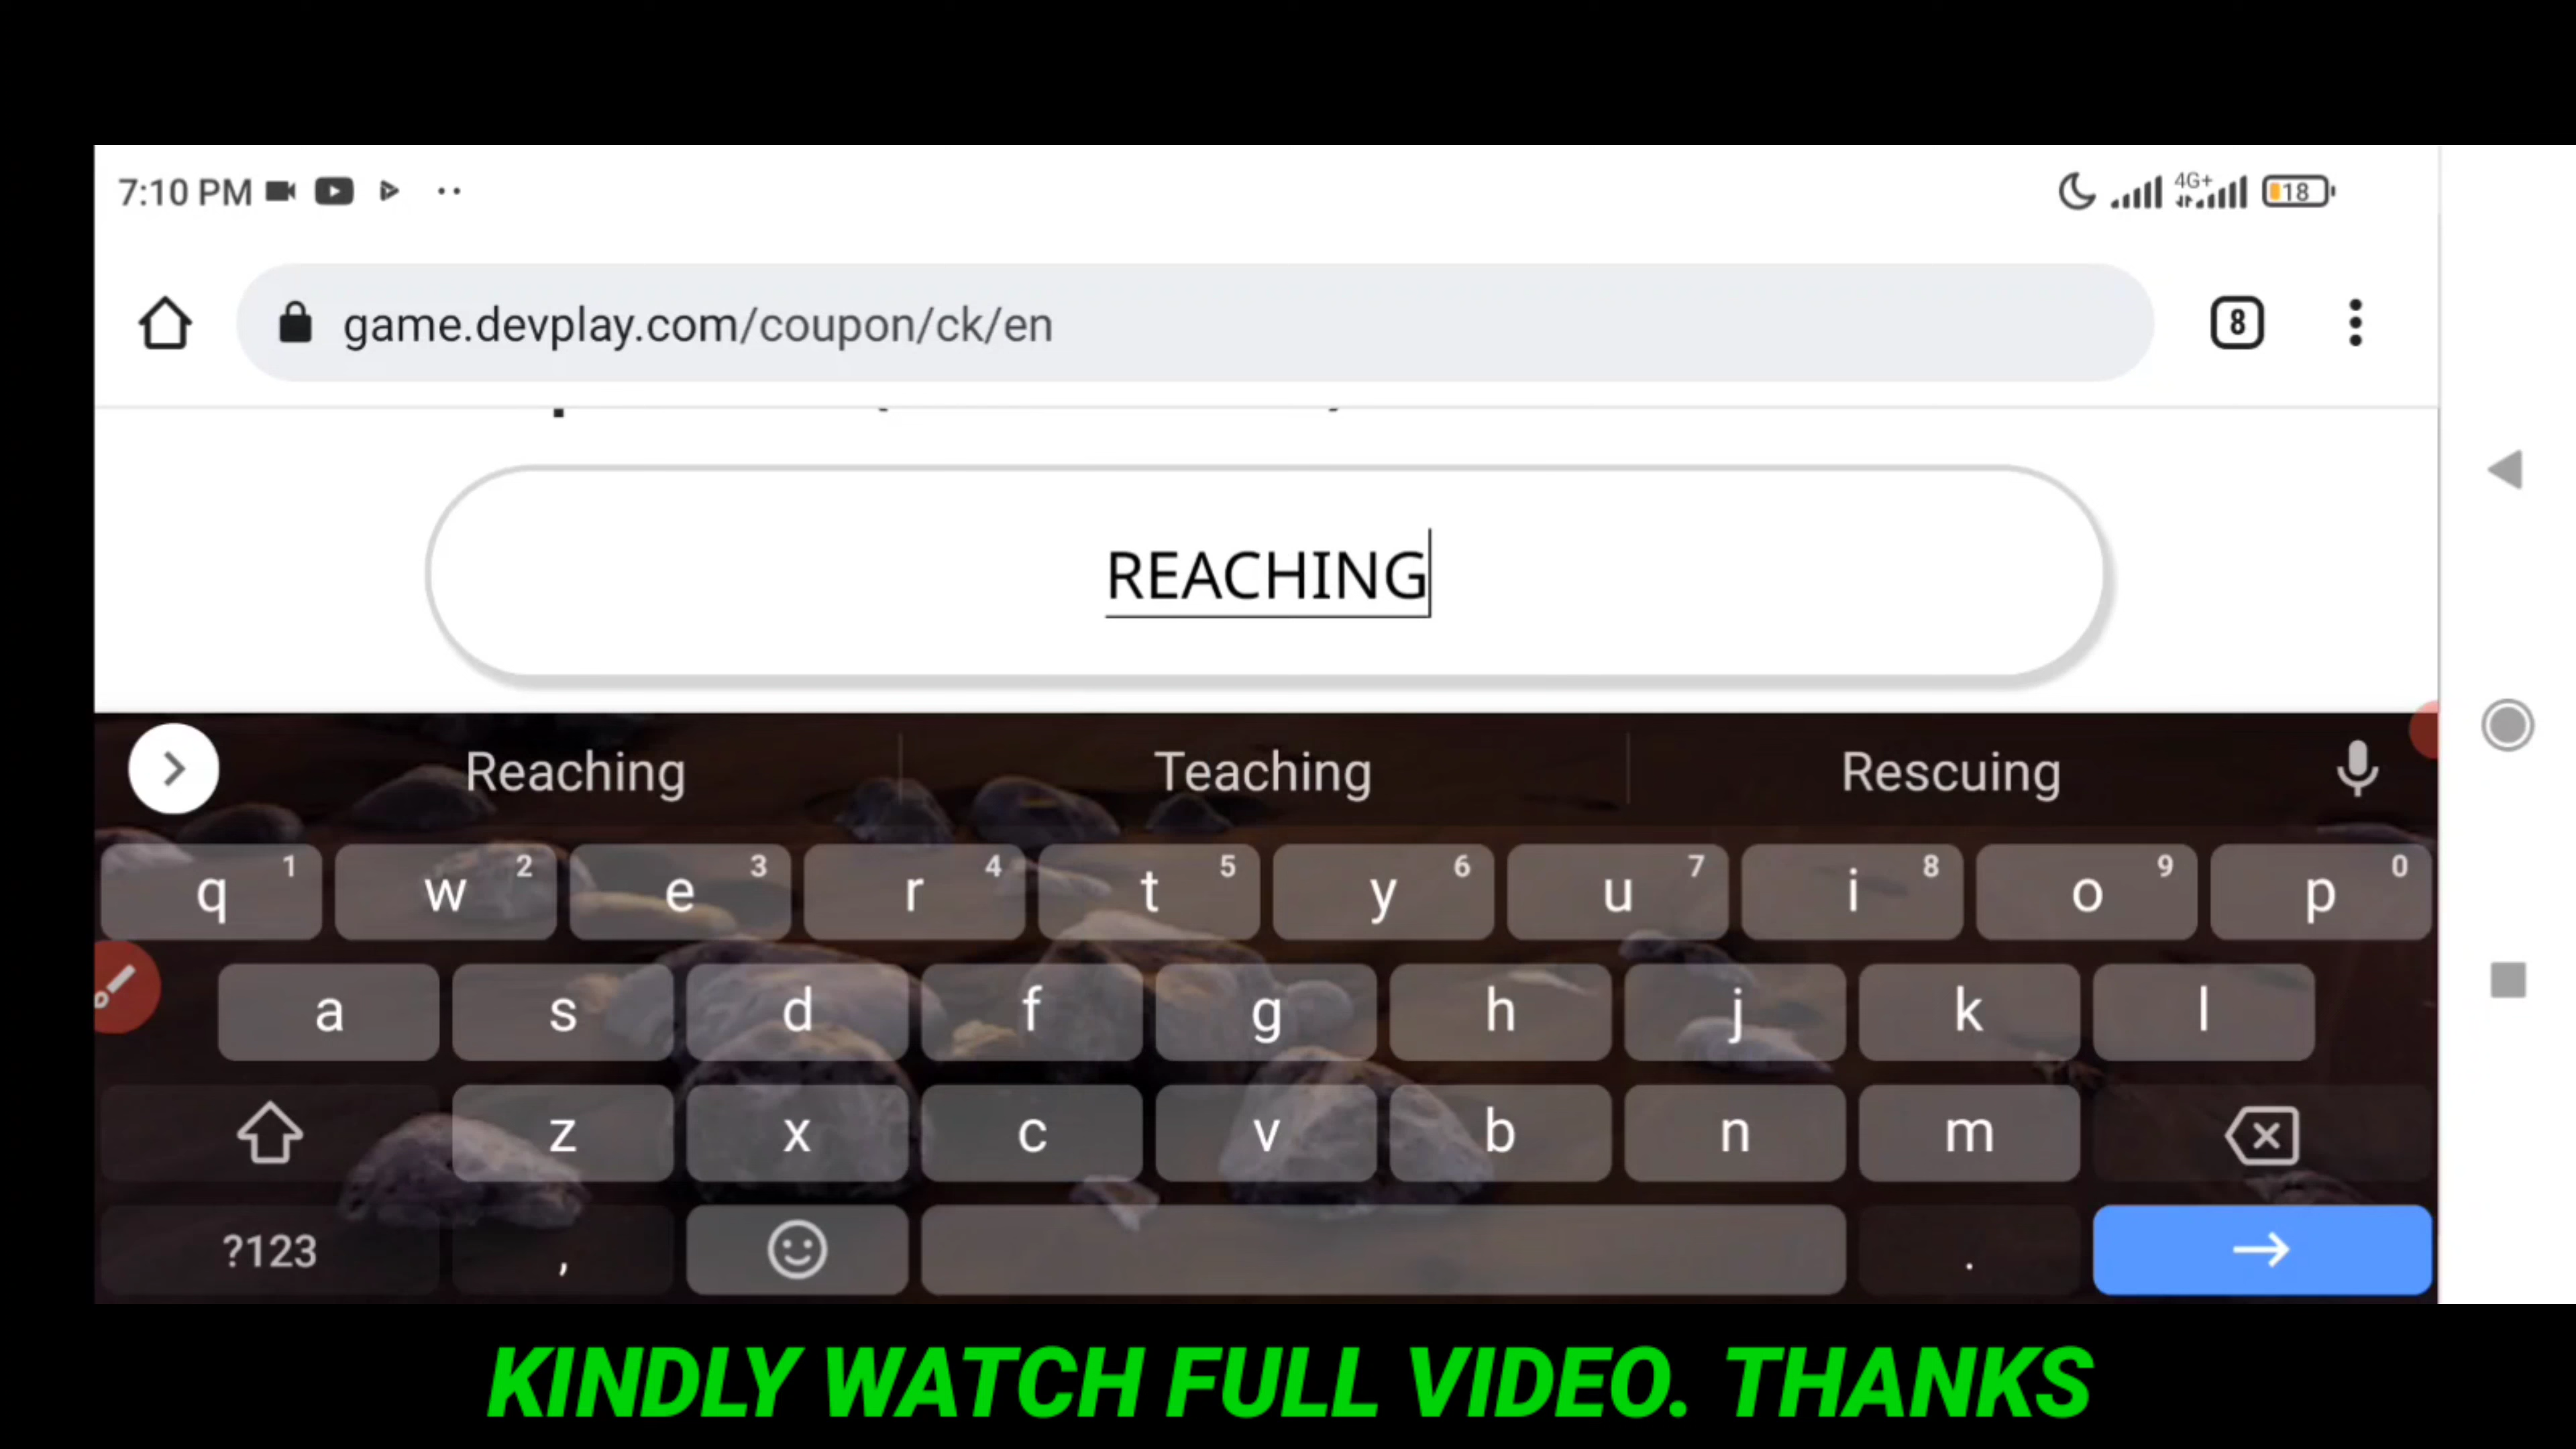 7:10 PM
4G+
18
game.devplay.com/coupon/ck/en
8
REACHING
Reaching Teaching Rescuing
q 1 w 2 e 3 r 4 t 5 y 6 u 7 i 8 o 9 p 0
a s d f g h j k l
z x c v b n m
?123 , .
KINDLY WATCH FULL VIDEO. THANKS